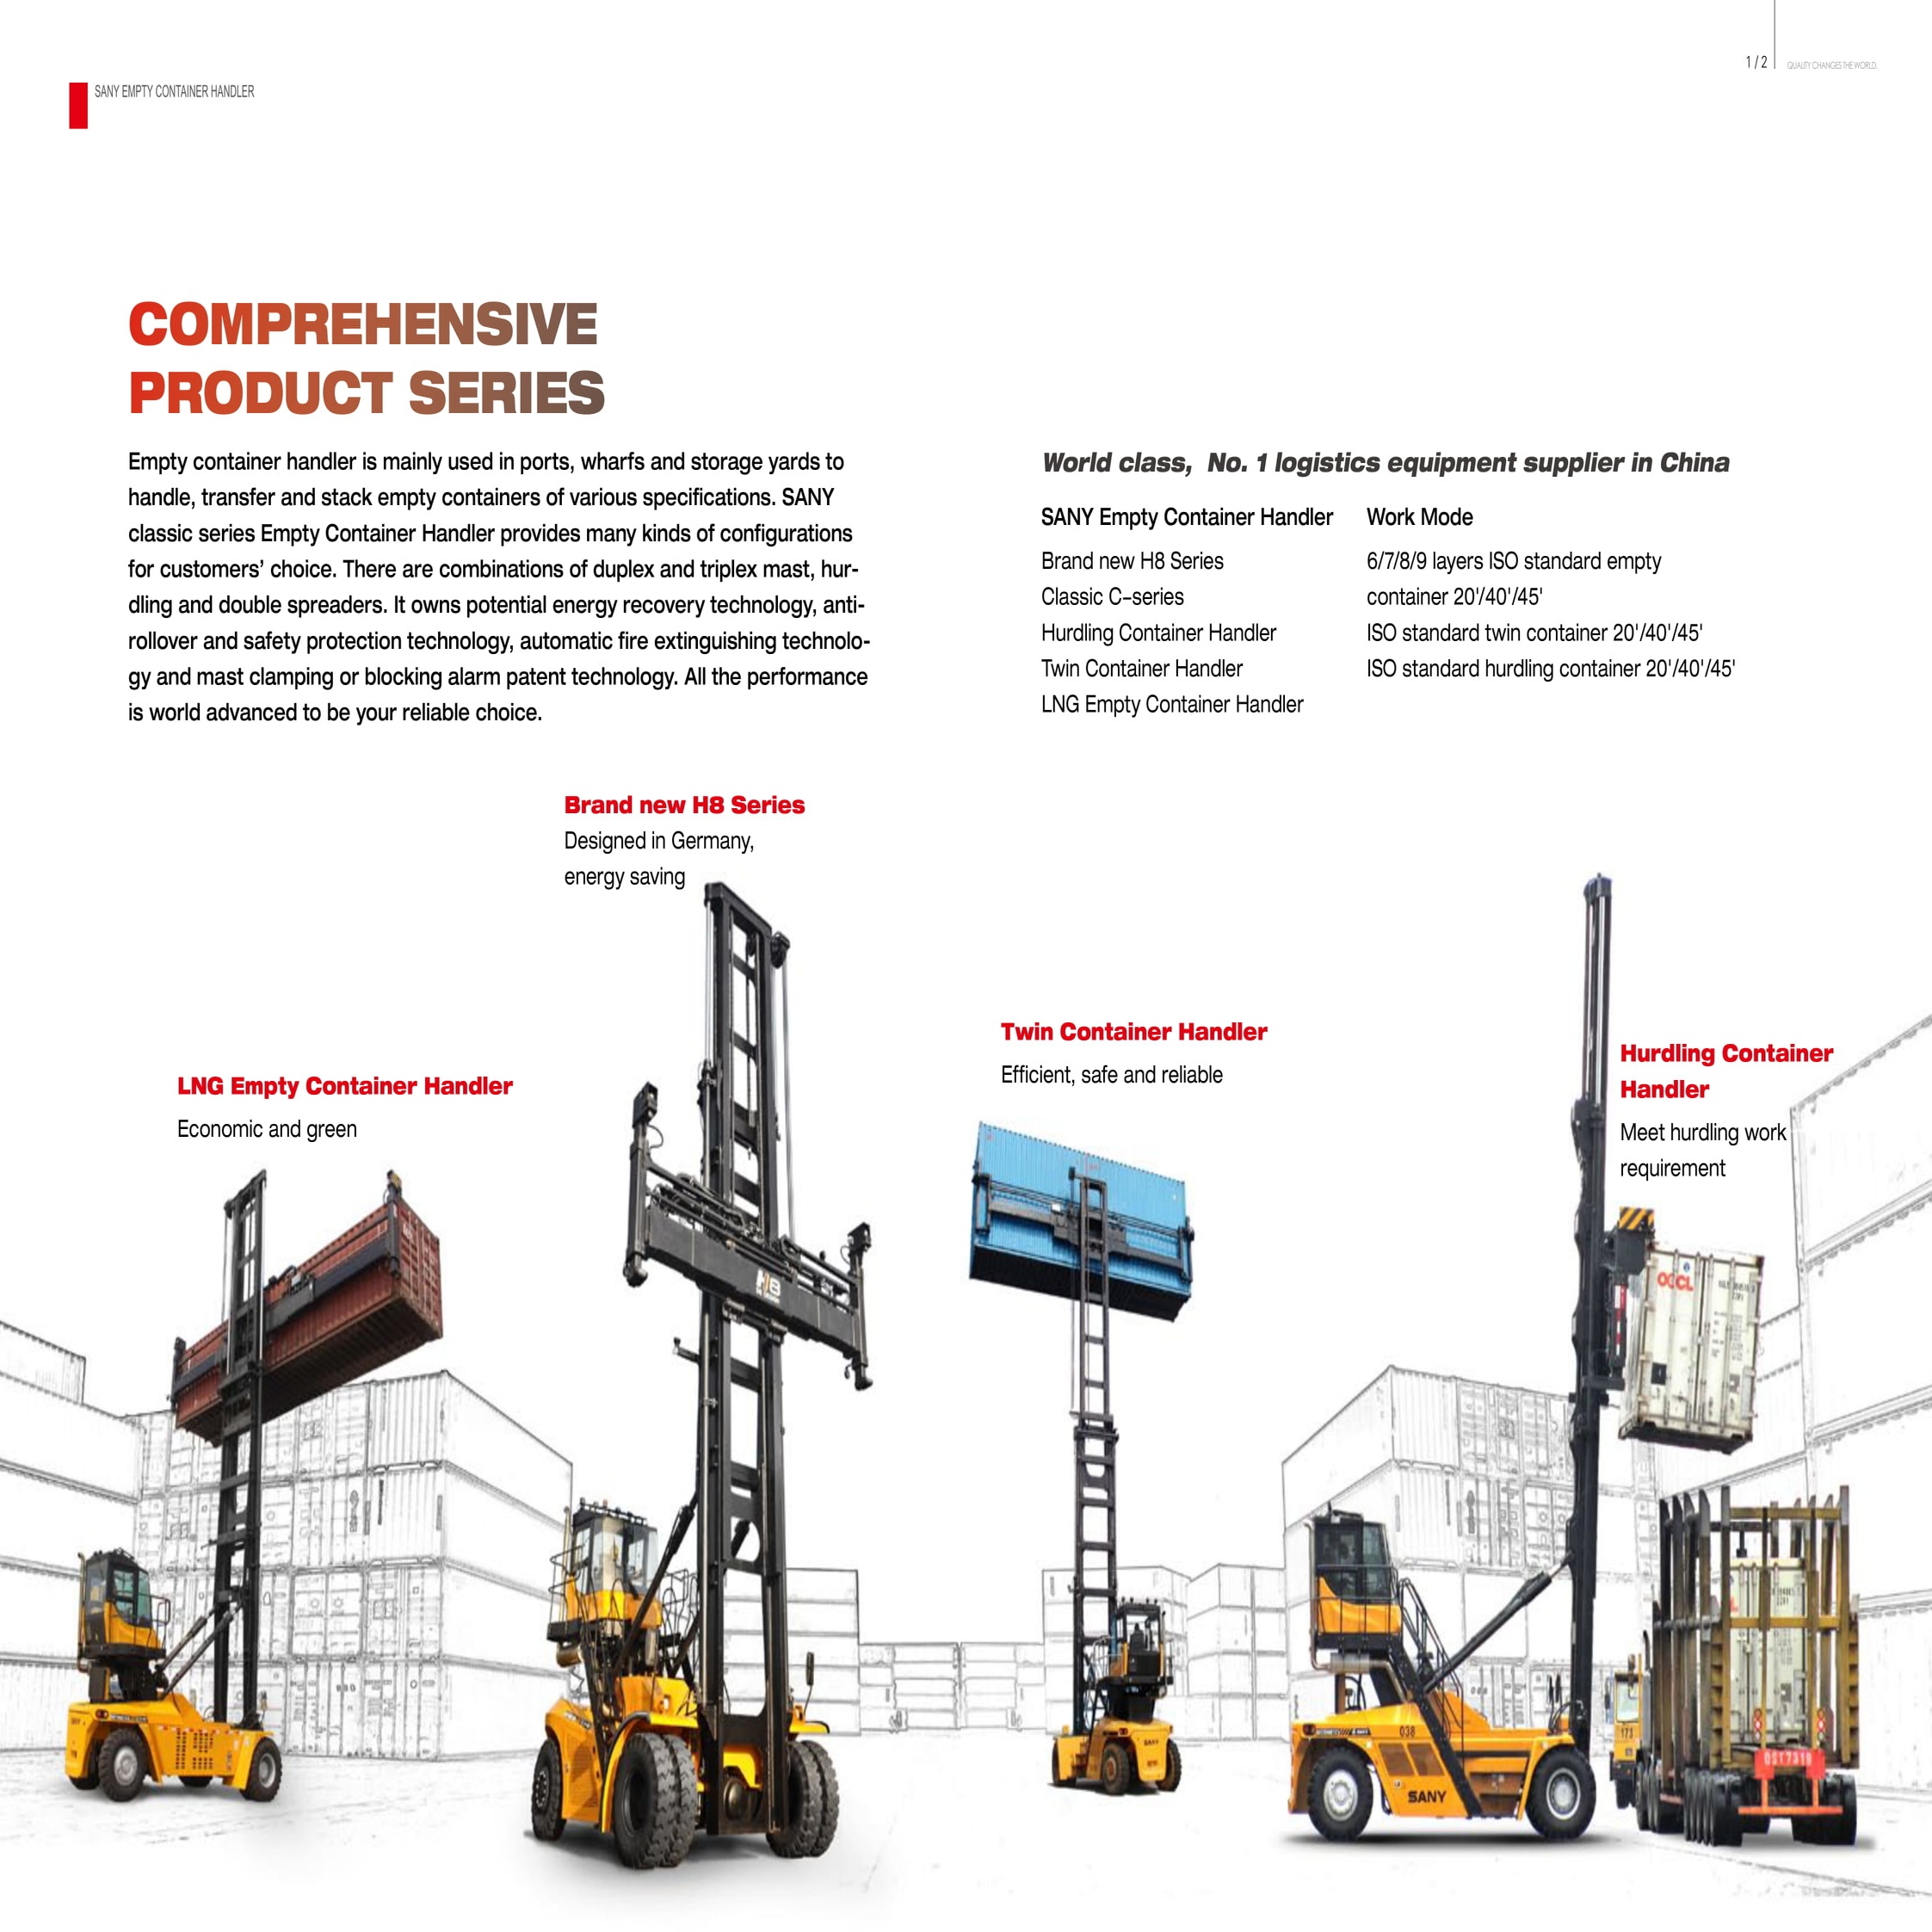 SANY EMPTY CONTAINER HANDLER
1 / 2
QUALITY CHANGES THE WORLD.
COMPREHENSIVE
PRODUCT SERIES
Empty container handler is mainly used in ports, wharfs and storage yards to
handle, transfer and stack empty containers of various specifications. SANY
classic series Empty Container Handler provides many kinds of configurations
for customers' choice. There are combinations of duplex and triplex mast, hur-
dling and double spreaders. It owns potential energy recovery technology, anti-
rollover and safety protection technology, automatic fire extinguishing technolo-
gy and mast clamping or blocking alarm patent technology. All the performance
is world advanced to be your reliable choice.
World class, No. 1 logistics equipment supplier in China
SANY Empty Container Handler
Brand new H8 Series
Classic C-series
Hurdling Container Handler
Twin Container Handler
LNG Empty Container Handler
Work Mode
6/7/8/9 layers ISO standard empty
container 20'/40'/45'
ISO standard twin container 20'/40'/45'
ISO standard hurdling container 20'/40'/45'
Brand new H8 Series
Designed in Germany,
energy saving
Twin Container Handler
Efficient, safe and reliable
Hurdling Container
Handler
Meet hurdling work
requirement
LNG Empty Container Handler
Economic and green
H8
OOCL
038
SANY
SANY
173